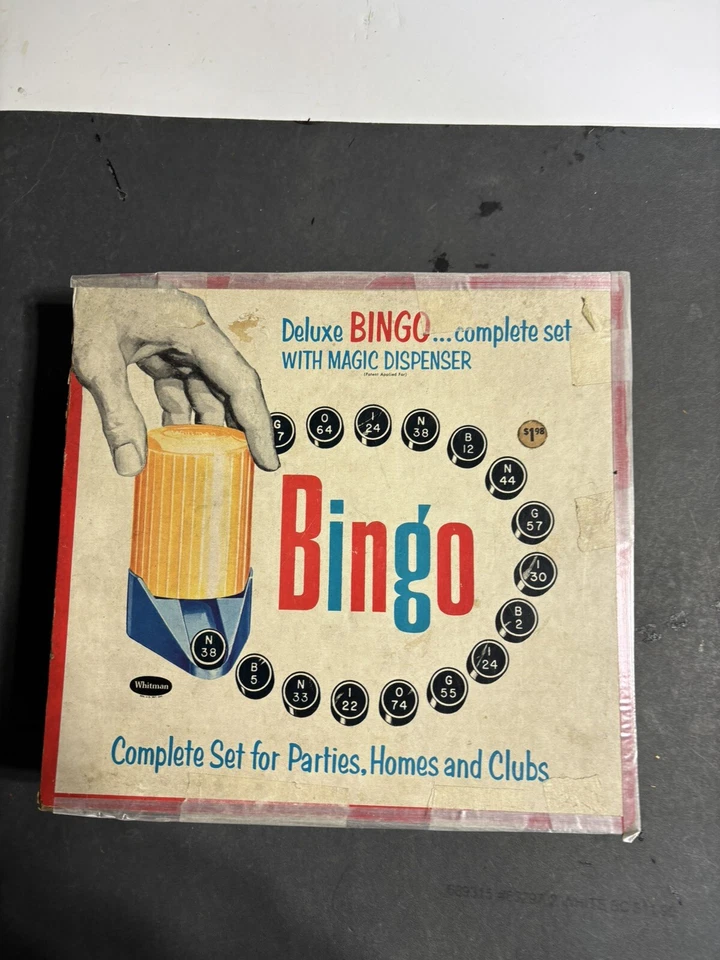 Deluxe BINGO...complete set
WITH MAGIC DISPENSER
(Patent Applied For)
G
7
O
64
I
24
N
38
B
12
$1.98
N
44
G
57
I
30
B
2
I
24
G
55
O
74
I
22
N
33
B
5
N
38
Bingo
Whitman
Complete Set for Parties, Homes and Clubs